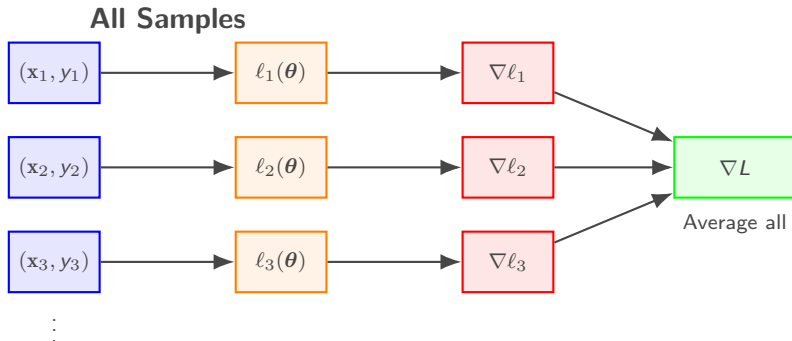 All Samples
(x₁, y₁) ℓ₁(θ) ∇ℓ₁
(x₂, y₂) ℓ₂(θ) ∇ℓ₂ ∇L
Average all
(x₃, y₃) ℓ₃(θ) ∇ℓ₃
⋮